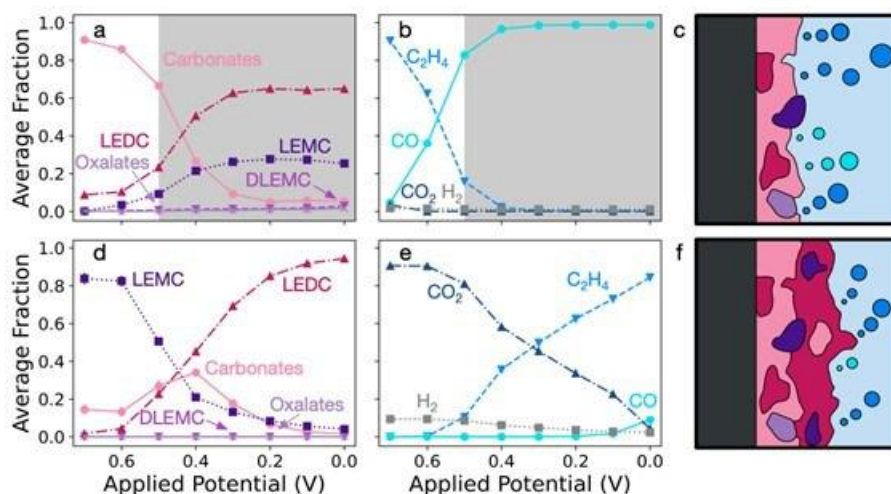 a
b
c
Average Fraction
1.0
0.8
0.6
0.4
0.2
0.0
Carbonates
LEDC
Oxalates
LEMC
DLEMC
C₂H₄
CO
CO₂
H₂
d
e
f
Average Fraction
1.0
0.8
0.6
0.4
0.2
0.0
LEMC
LEDC
Carbonates
DLEMC
Oxalates
CO₂
C₂H₄
H₂
CO
0.6 0.4 0.2 0.0
0.6 0.4 0.2 0.0
Applied Potential (V)
Applied Potential (V)